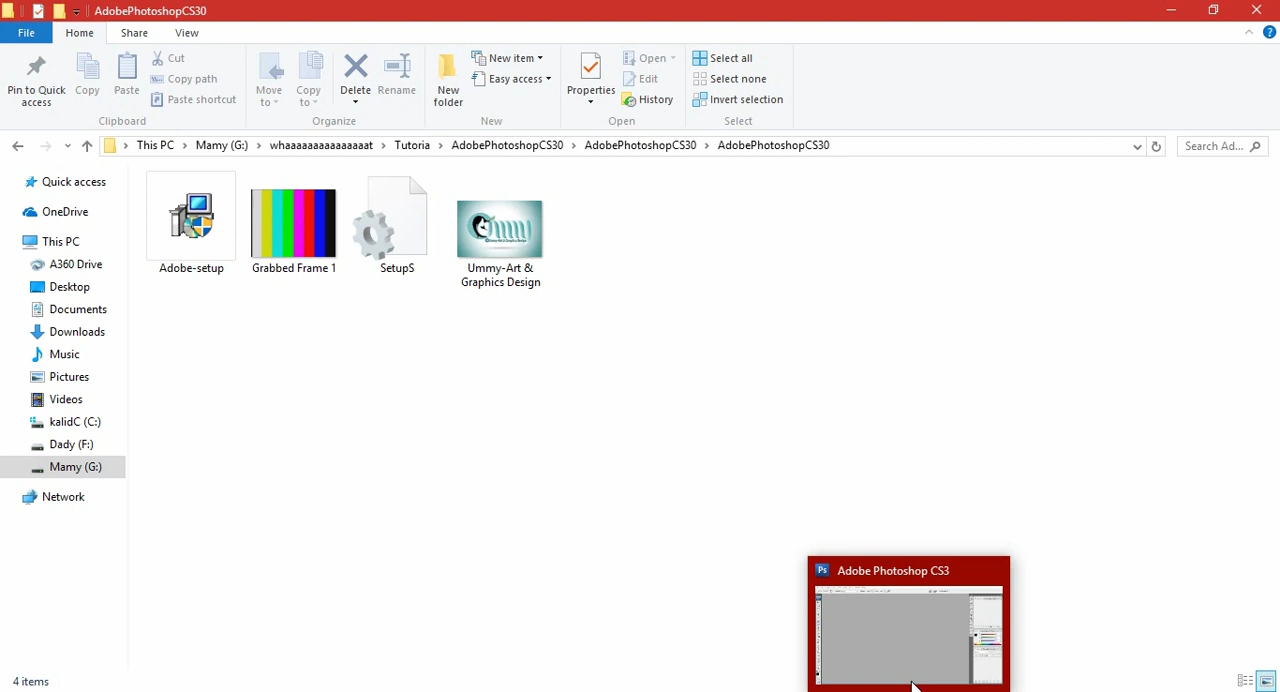 AdobePhotoshopCS30
File Home Share View
Pin to Quick access
Copy
Paste
Cut
Copy path
Paste shortcut
Clipboard
Move to
Copy to
Delete
Rename
Organize
New folder
New item
Easy access
New
Properties
Open
Edit
History
Open
Select all
Select none
Invert selection
Select
This PC > Mamy (G:) > whaaaaaaaaaaaaaaat > Tutoria > AdobePhotoshopCS30 > AdobePhotoshopCS30 > AdobePhotoshopCS30
Search Ad...
Quick access
OneDrive
This PC
A360 Drive
Desktop
Documents
Downloads
Music
Pictures
Videos
kalidC (C:)
Dady (F:)
Mamy (G:)
Network
Adobe-setup
Grabbed Frame 1
SetupS
Ummy-Art &
Graphics Design
Ps Adobe Photoshop CS3
4 items